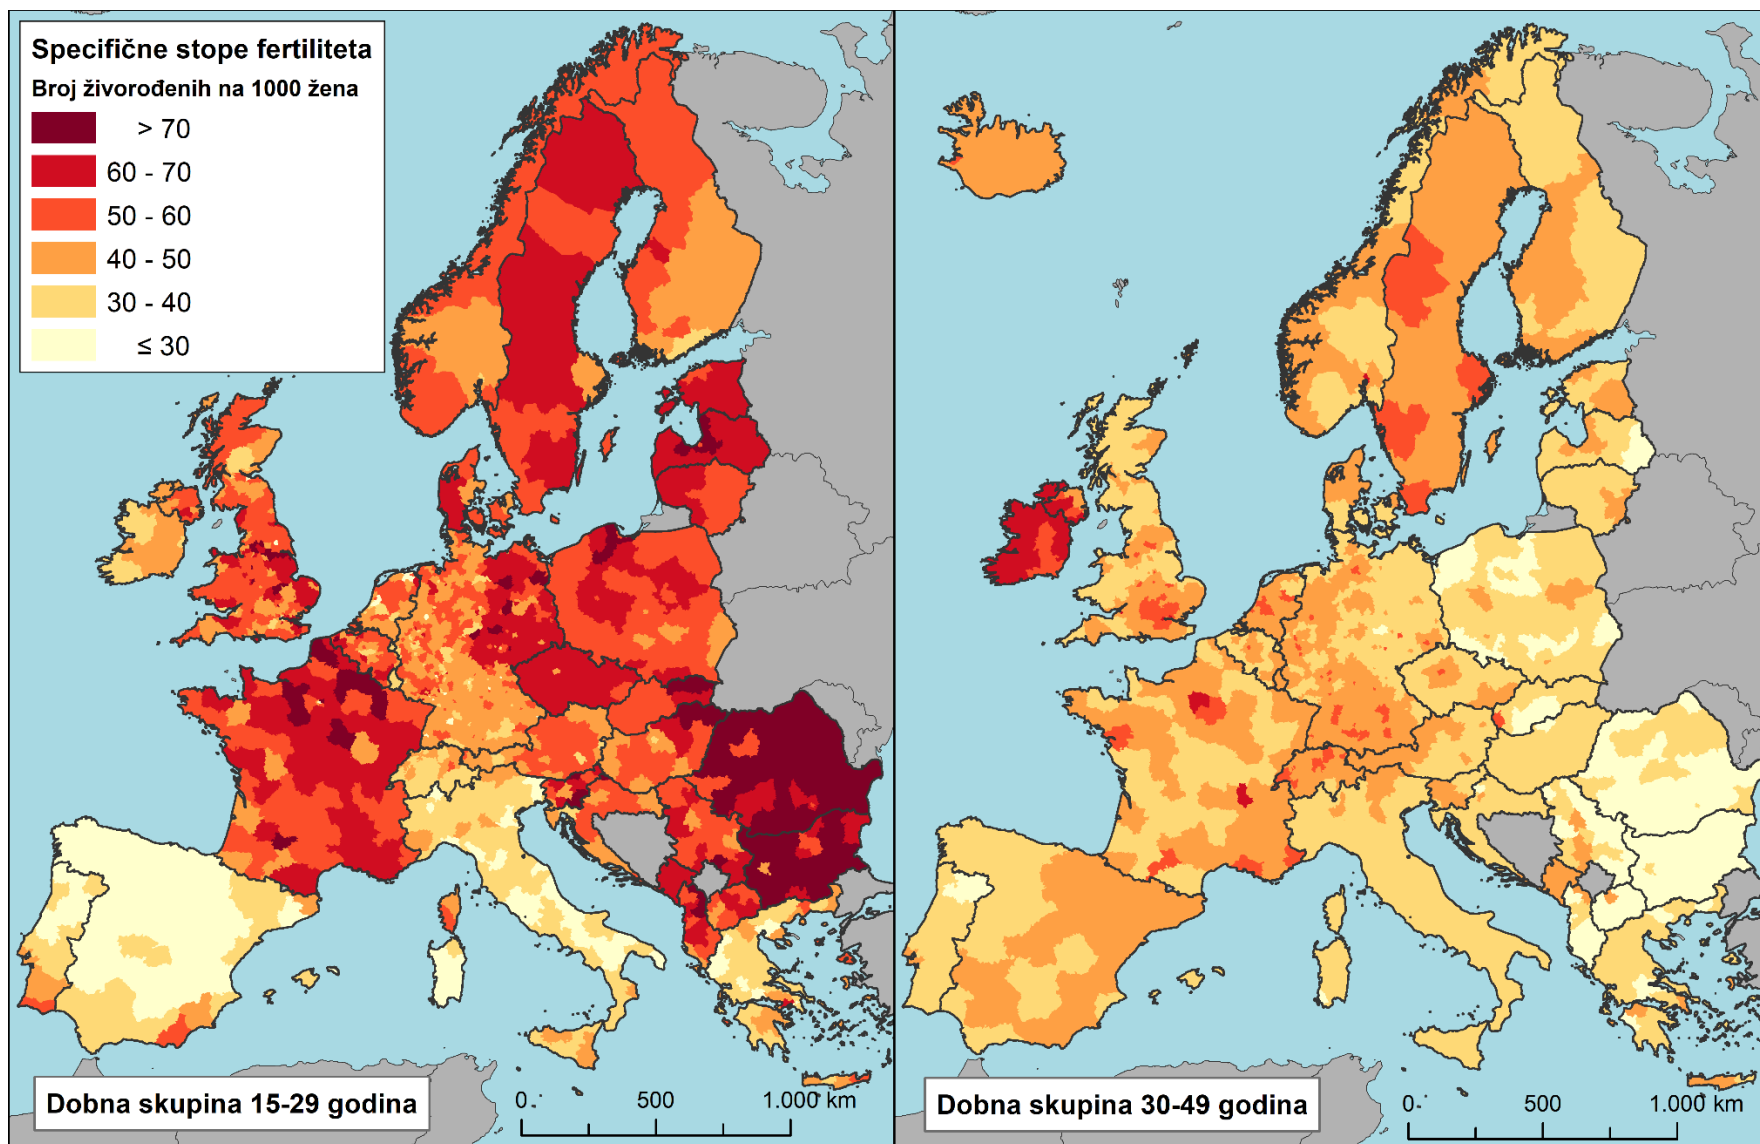 Specifične stope fertiliteta
Broj živorođenih na 1000 žena
> 70
60 - 70
50 - 60
40 - 50
30 - 40
≤ 30
Dobna skupina 15-29 godina
0 500 1.000 km
Dobna skupina 30-49 godina
0 500 1.000 km